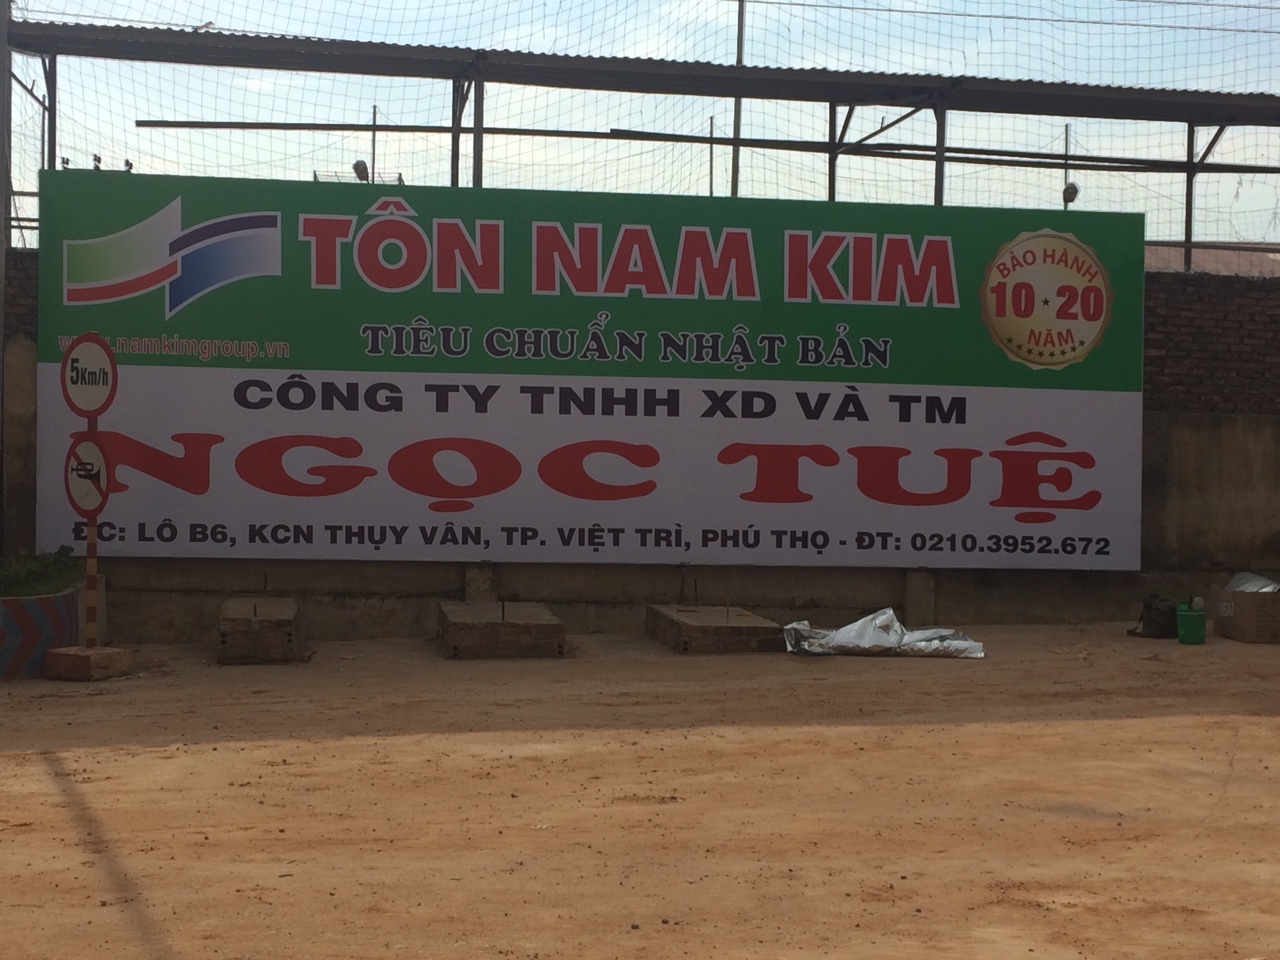 TÔN NAM KIM
BẢO HÀNH
10 ★ 20
NĂM
www.namkimgroup.vn
TIÊU CHUẨN NHẬT BẢN
5Km/h
CÔNG TY TNHH XD VÀ TM
NGỌC TUỆ
ĐC: LÔ B6, KCN THỤY VÂN, TP. VIỆT TRÌ, PHÚ THỌ - ĐT: 0210.3952.672